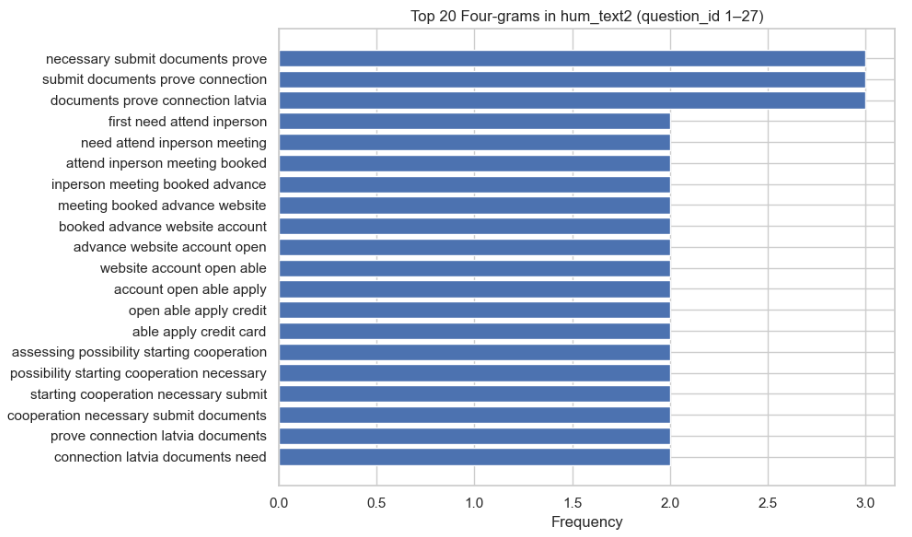 Top 20 Four-grams in hum_text2 (question_id 1–27)
necessary submit documents prove
submit documents prove connection
documents prove connection latvia
first need attend inperson
need attend inperson meeting
attend inperson meeting booked
inperson meeting booked advance
meeting booked advance website
booked advance website account
advance website account open
website account open able
account open able apply
open able apply credit
able apply credit card
assessing possibility starting cooperation
possibility starting cooperation necessary
starting cooperation necessary submit
cooperation necessary submit documents
prove connection latvia documents
connection latvia documents need
0.0 0.5 1.0 1.5 2.0 2.5 3.0
Frequency